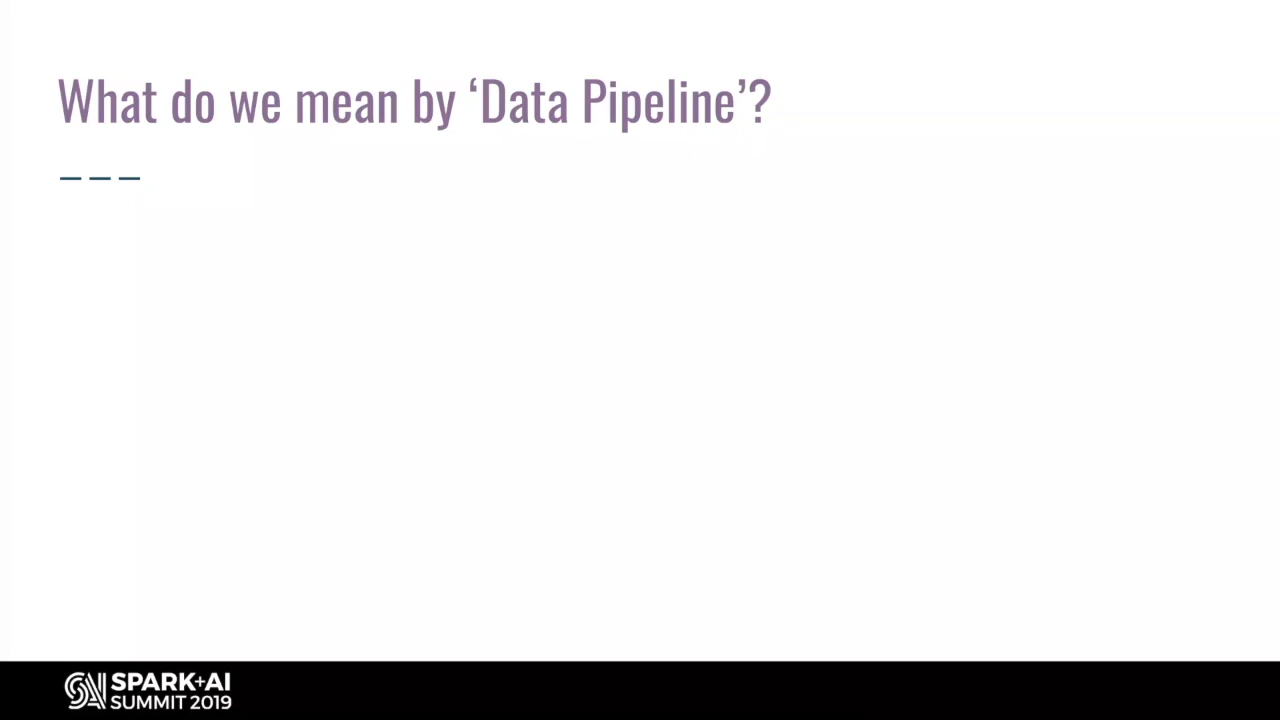 What do we mean by ‘Data Pipeline’?
SPARK+AI
SUMMIT 2019